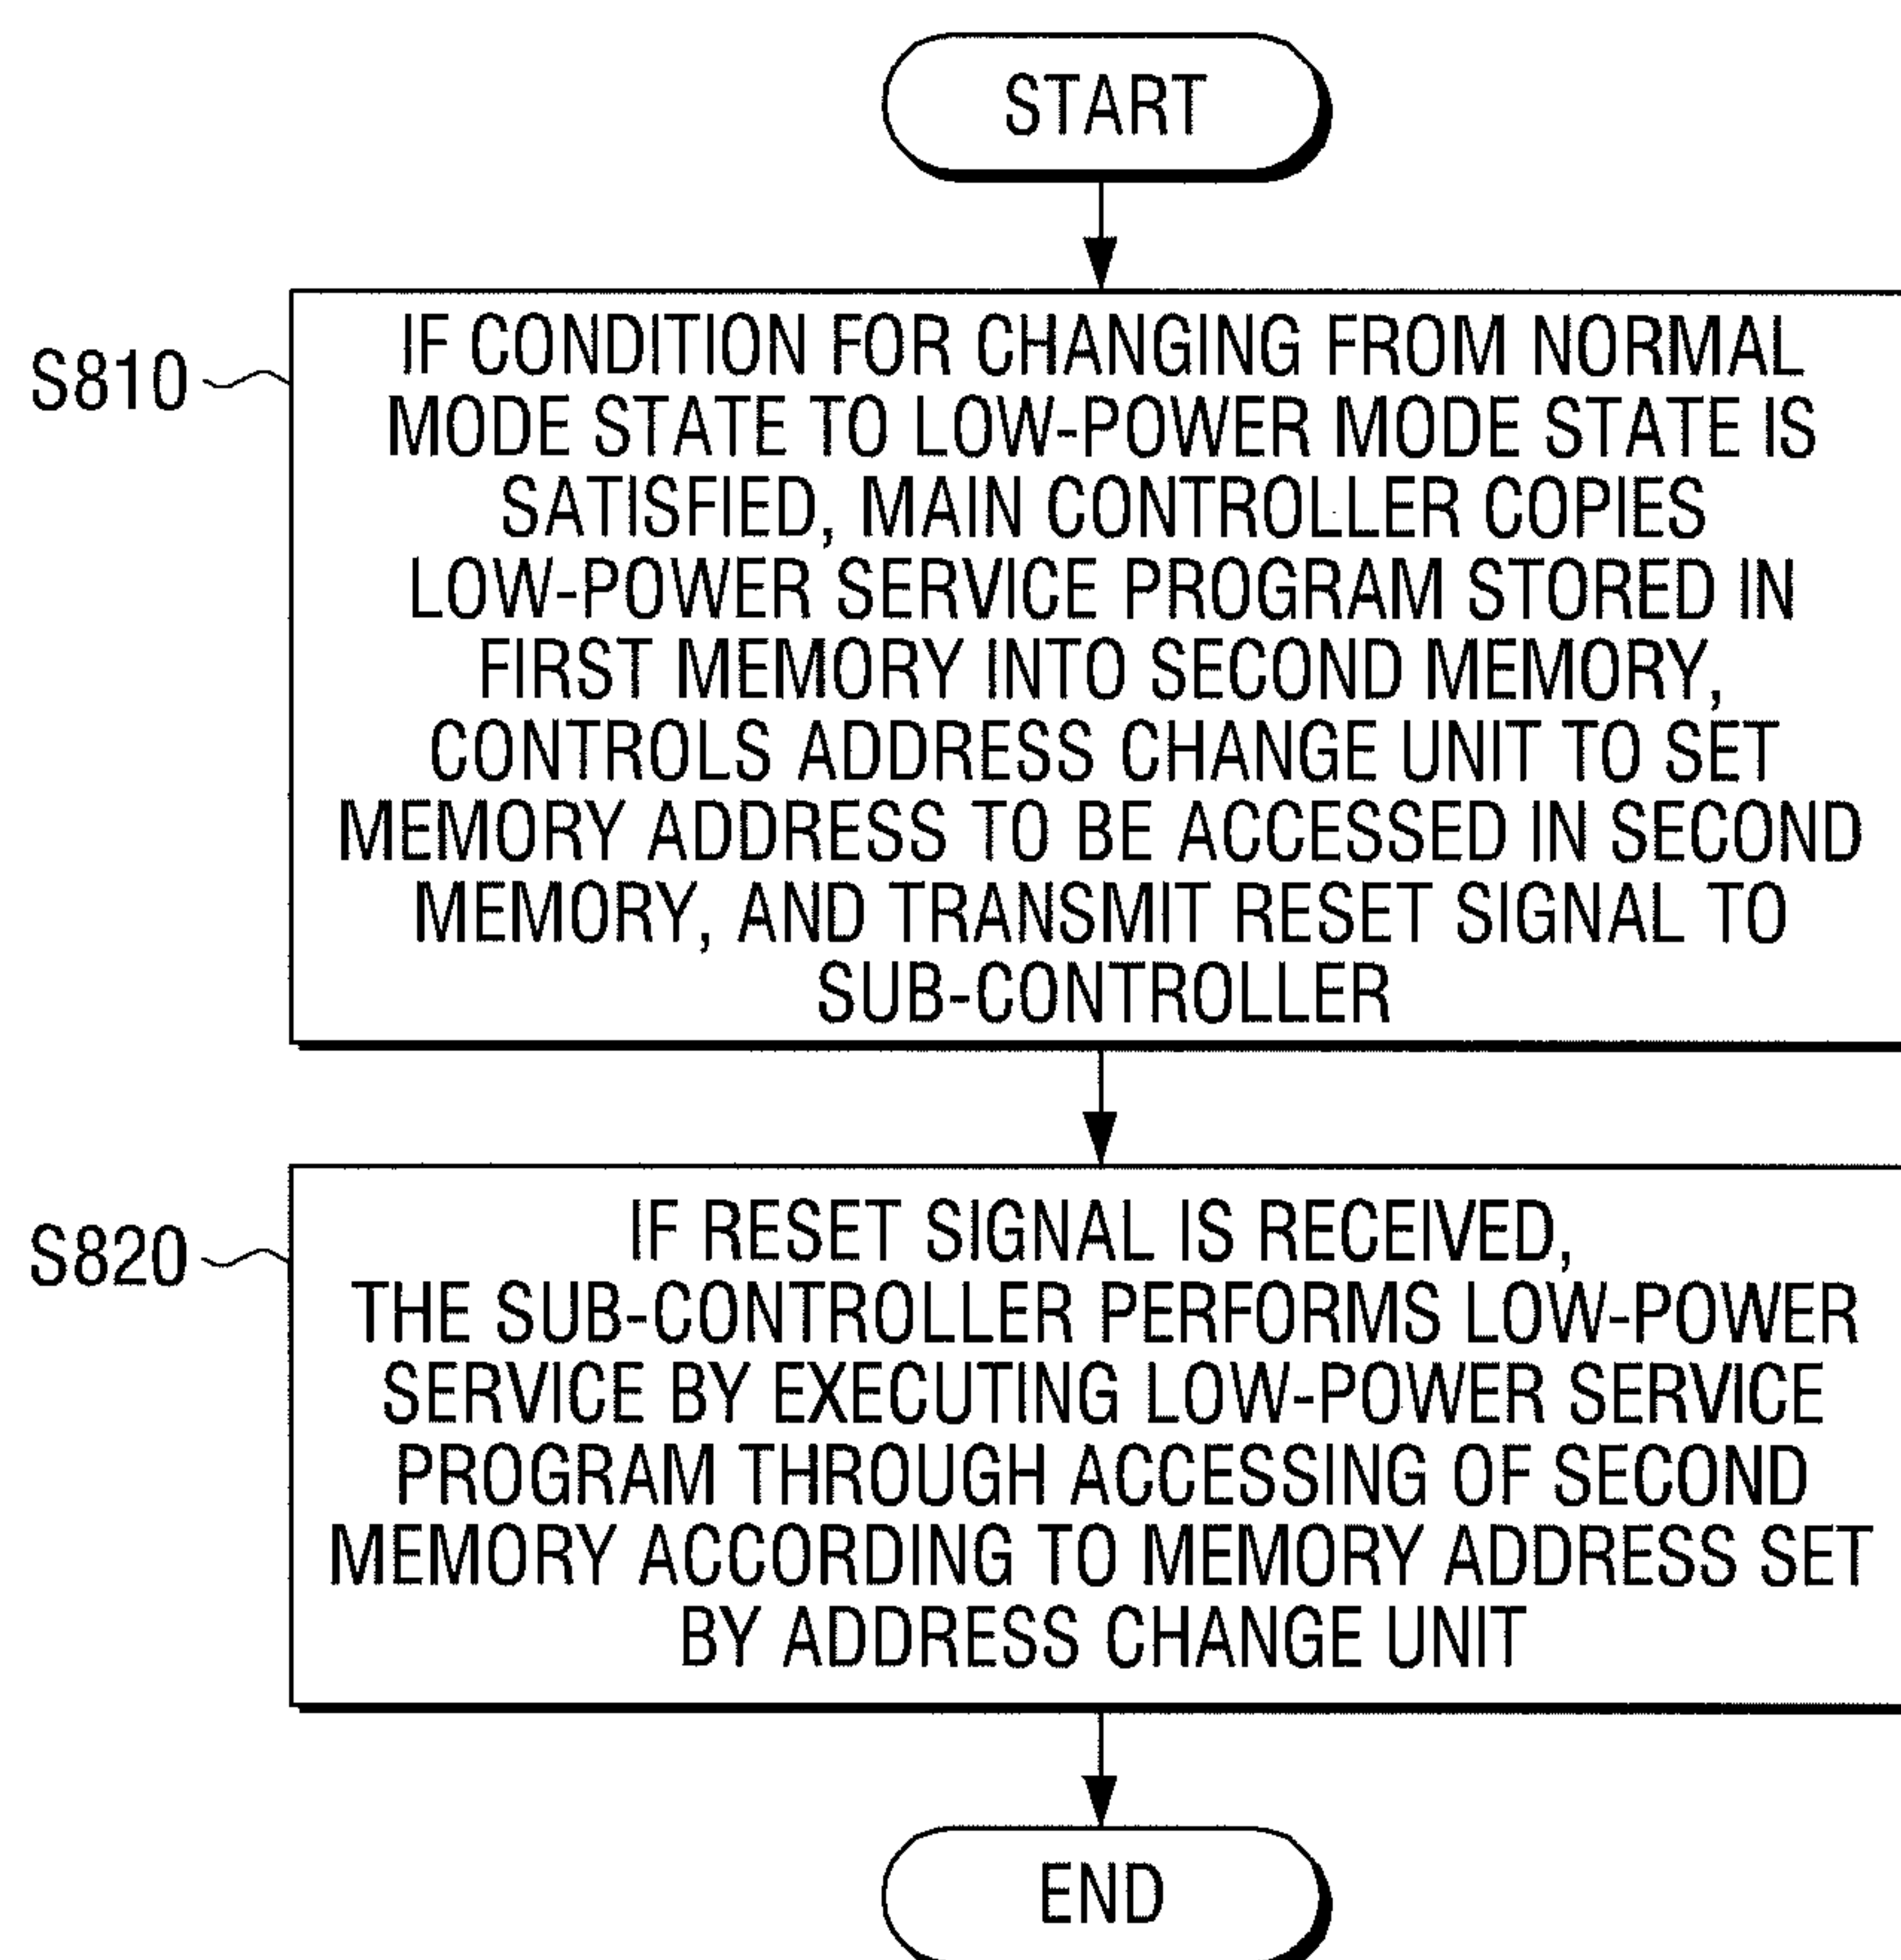 START
S810
IF CONDITION FOR CHANGING FROM NORMAL
MODE STATE TO LOW-POWER MODE STATE IS
SATISFIED, MAIN CONTROLLER COPIES
LOW-POWER SERVICE PROGRAM STORED IN
FIRST MEMORY INTO SECOND MEMORY,
CONTROLS ADDRESS CHANGE UNIT TO SET
MEMORY ADDRESS TO BE ACCESSED IN SECOND
MEMORY, AND TRANSMIT RESET SIGNAL TO
SUB-CONTROLLER
S820
IF RESET SIGNAL IS RECEIVED,
THE SUB-CONTROLLER PERFORMS LOW-POWER
SERVICE BY EXECUTING LOW-POWER SERVICE
PROGRAM THROUGH ACCESSING OF SECOND
MEMORY ACCORDING TO MEMORY ADDRESS SET
BY ADDRESS CHANGE UNIT
END